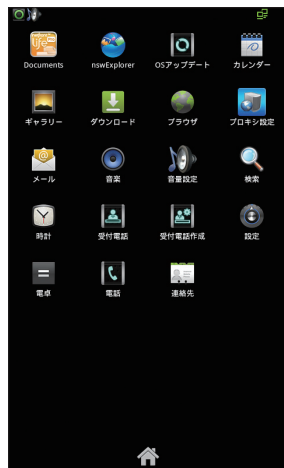 Documents
nswExplorer
OSアップデート
カレンダー
ギャラリー
ダウンロード
ブラウザ
プロキシ設定
メール
音楽
音量設定
検索
時計
受付電話
受付電話作成
設定
電卓
電話
連絡先